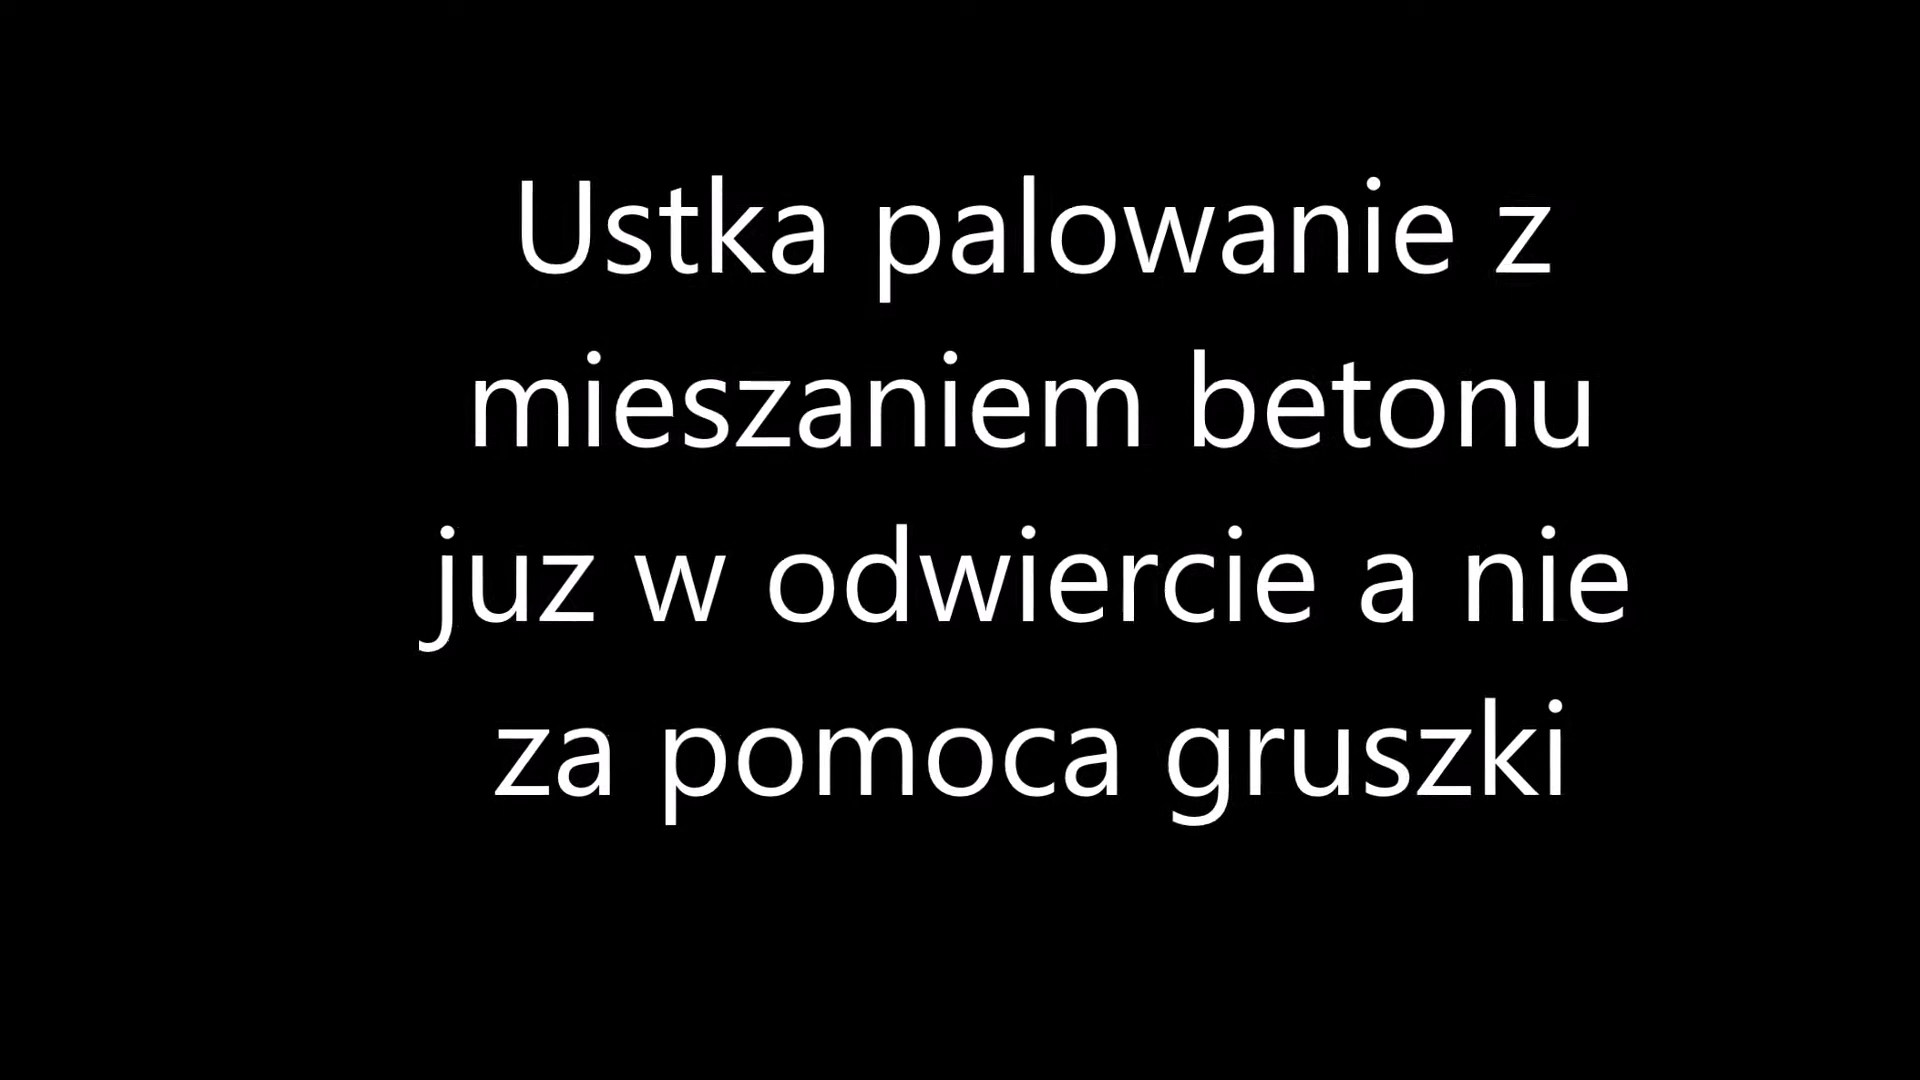 Ustka palowanie z
mieszaniem betonu
juz w odwiercie a nie
za pomoca gruszki